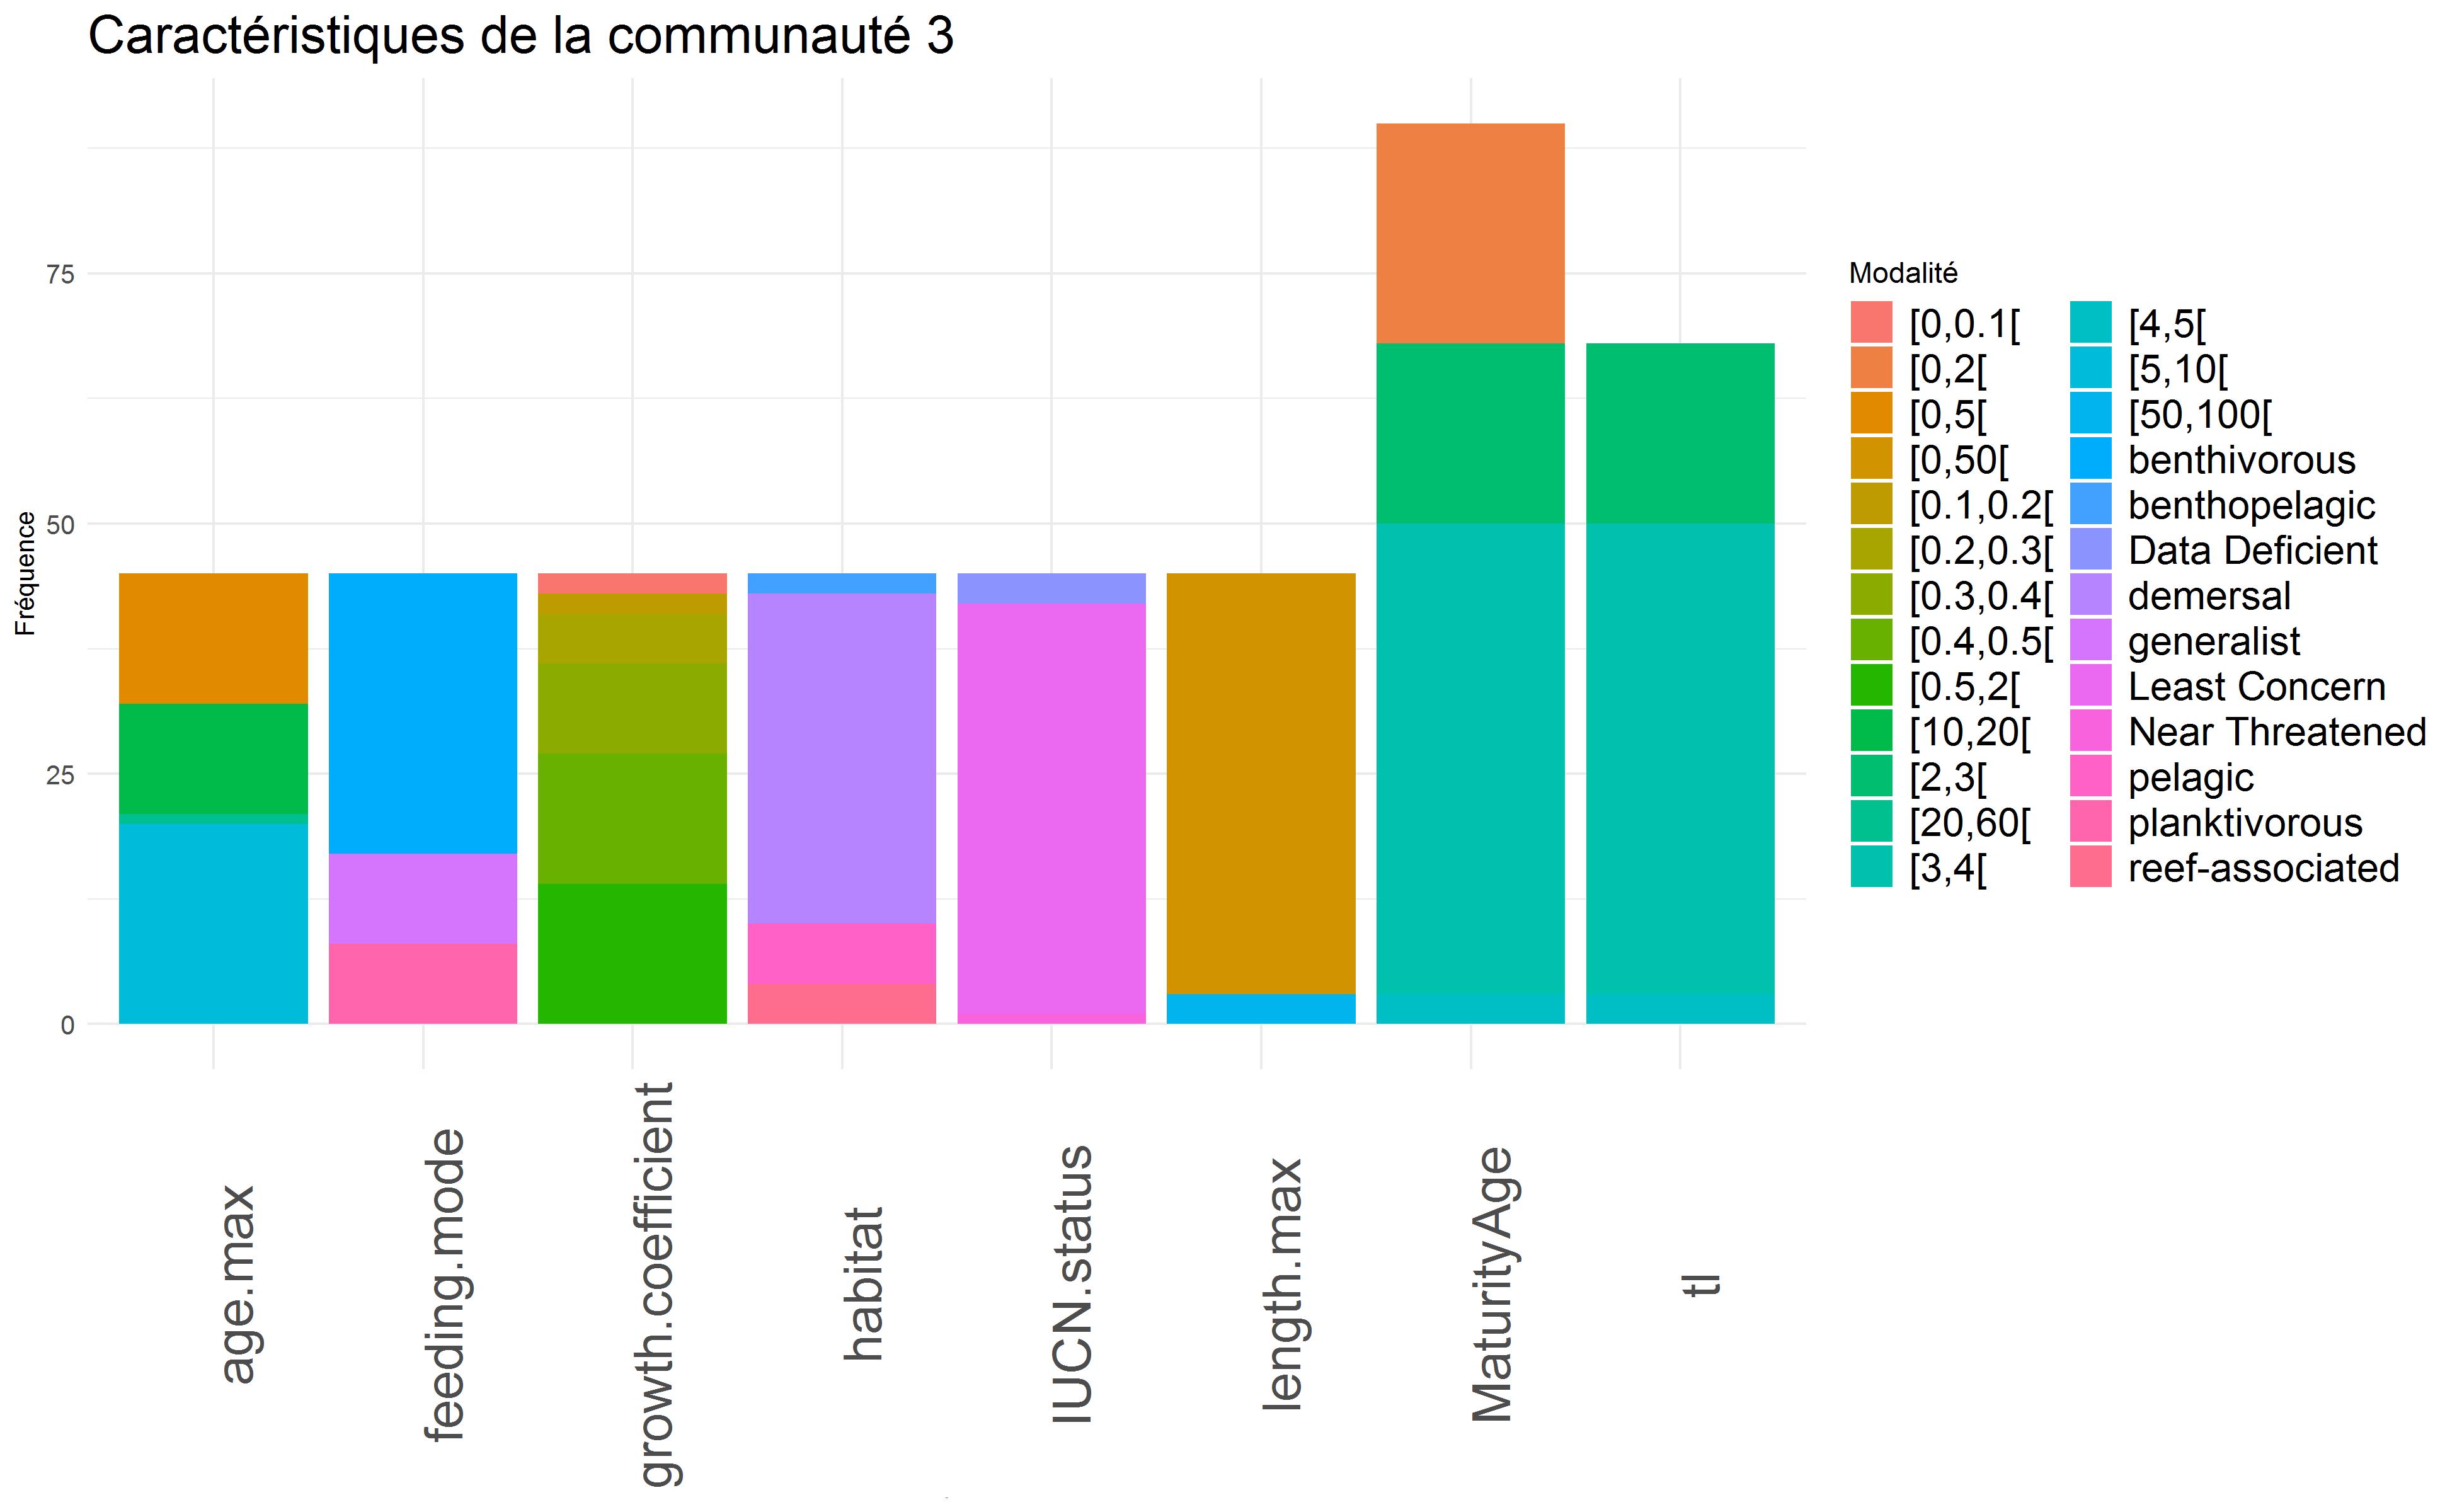 Caractéristiques de la communauté 3
Fréquence
75
50
25
0
age.max
feeding.mode
growth.coefficient
habitat
IUCN.status
length.max
MaturityAge
tl
Modalité
[0,0.1[
[0,2[
[0,5[
[0,50[
[0.1,0.2[
[0.2,0.3[
[0.3,0.4[
[0.4,0.5[
[0.5,2[
[10,20[
[2,3[
[20,60[
[3,4[
[4,5[
[5,10[
[50,100[
benthivorous
benthopelagic
Data Deficient
demersal
generalist
Least Concern
Near Threatened
pelagic
planktivorous
reef-associated